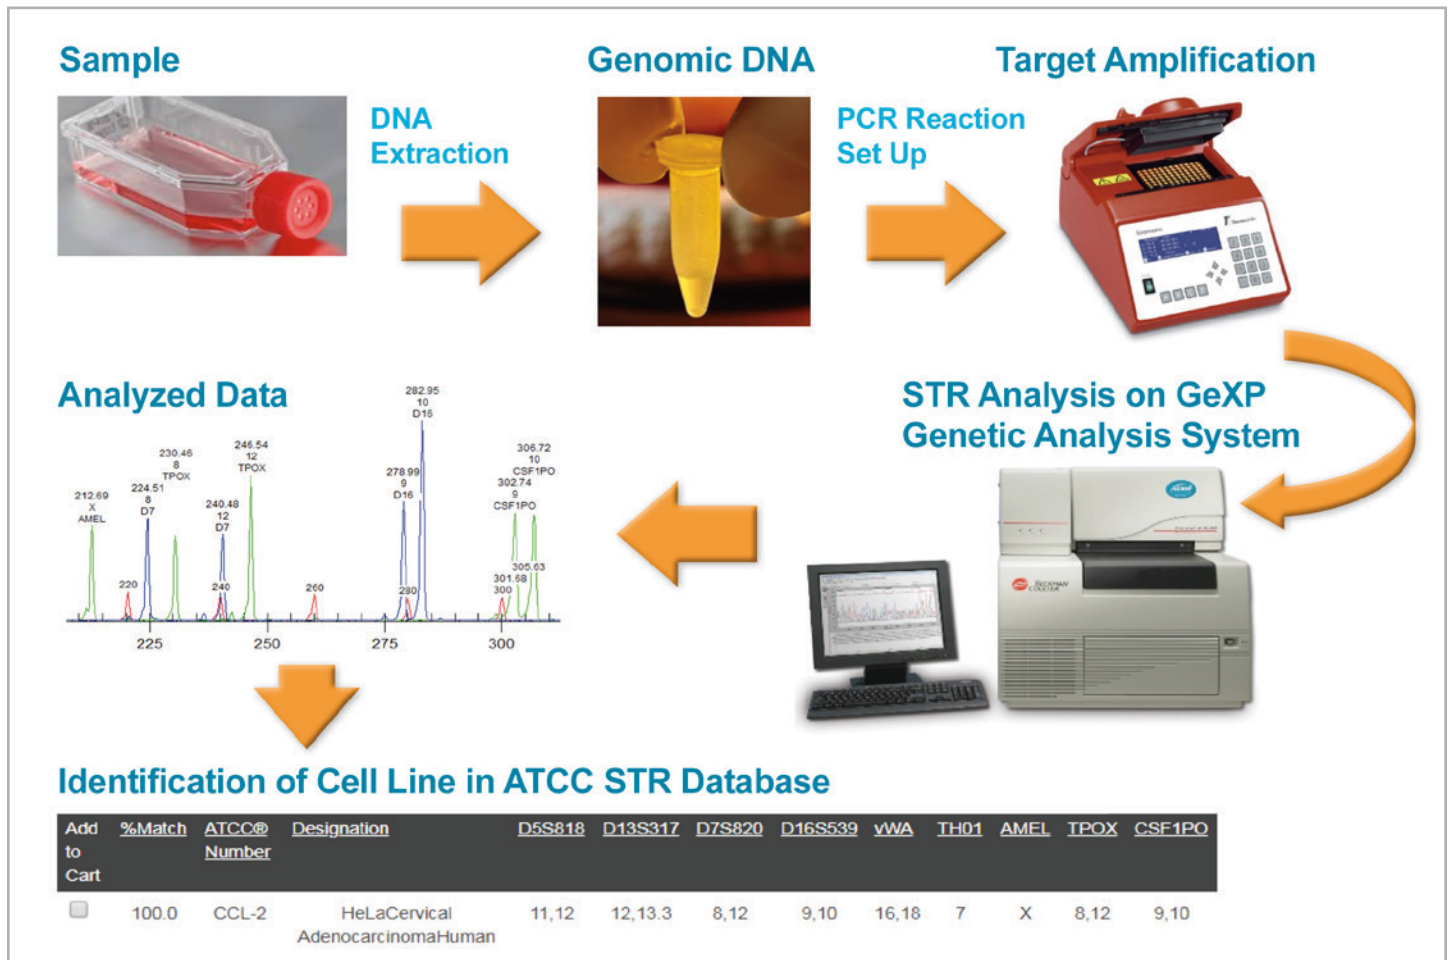 Sample
DNA
Extraction
Genomic DNA
PCR Reaction
Set Up
Target Amplification
STR Analysis on GeXP
Genetic Analysis System
BECKMAN
COULTER
Analyzed Data
212.69
X
AMEL
220
224.51
8
D7
230.46
8
TPOX
240.48
12
D7
240
246.54
12
TPOX
260
278.99
9
D16
280
282.95
10
D16
301.68
300
302.74
9
CSF1PO
305.63
306.72
10
CSF1PO
225 250 275 300
Identification of Cell Line in ATCC STR Database
Add to Cart %Match ATCC® Number Designation D5S818 D13S317 D7S820 D16S539 vWA TH01 AMEL TPOX CSF1PO
100.0 CCL-2 HeLaCervical AdenocarcinomaHuman 11,12 12,13.3 8,12 9,10 16,18 7 X 8,12 9,10